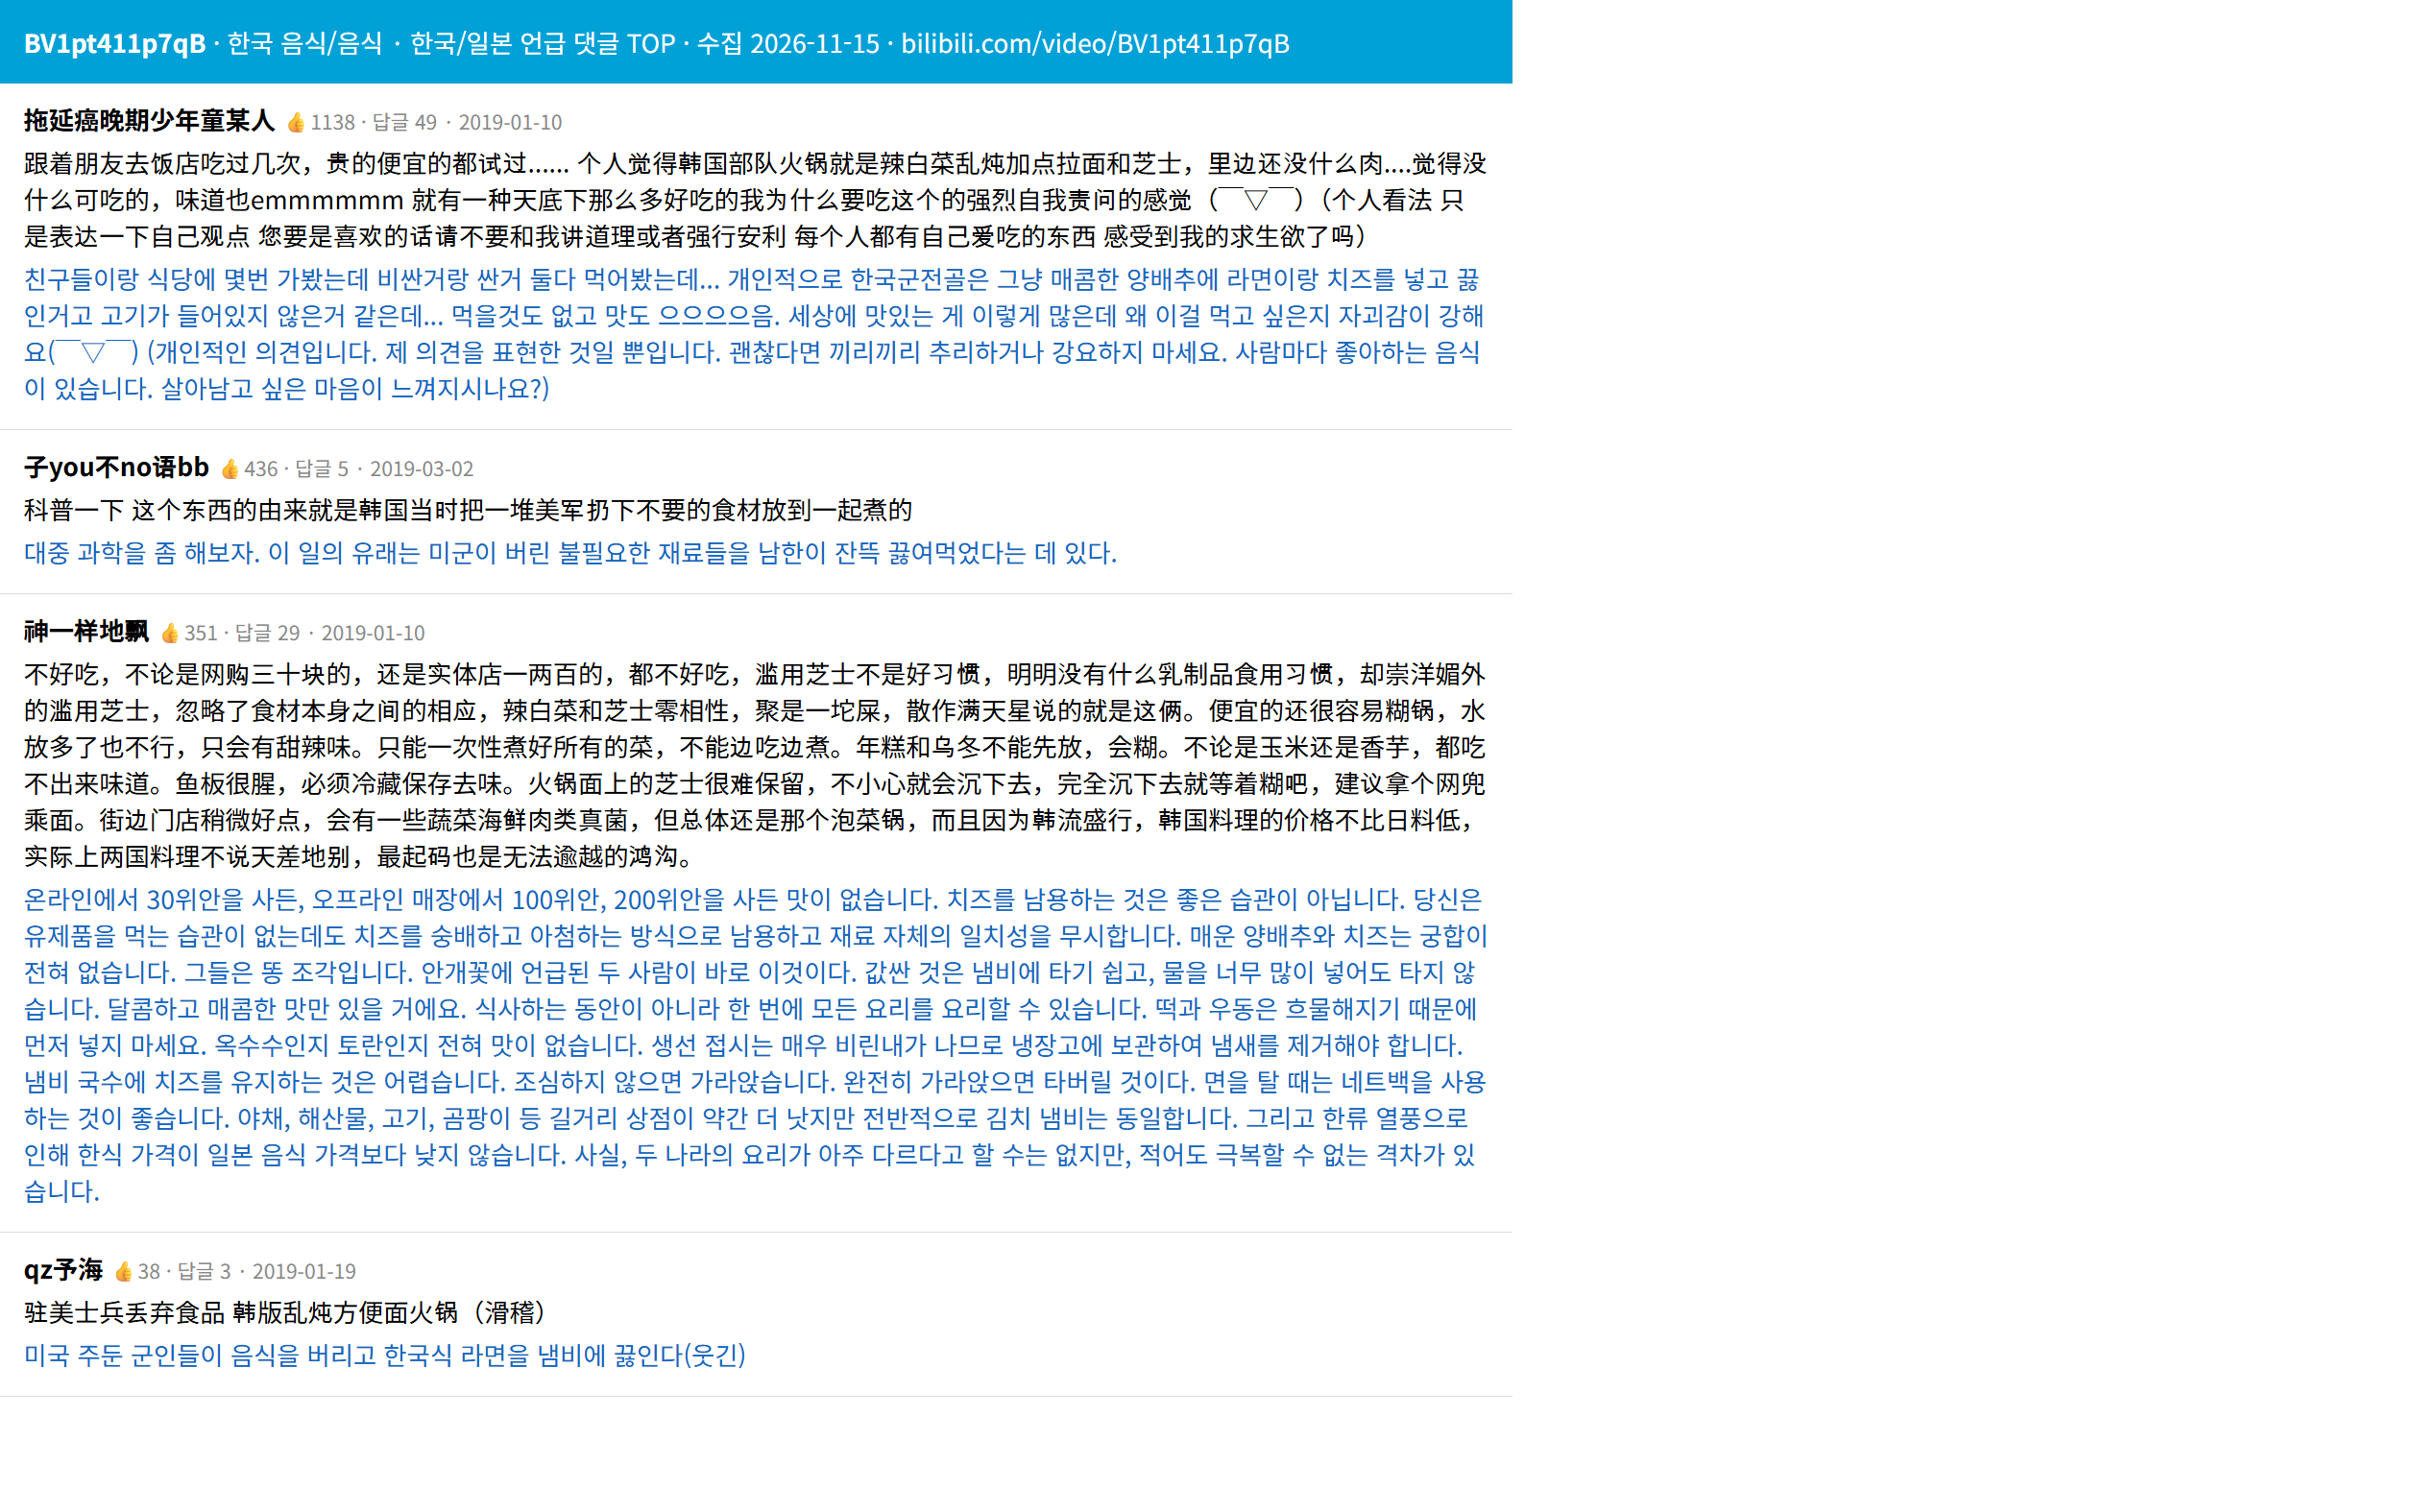 BV1pt411p7qB · 한국 음식/음식 · 한국/일본 언급 댓글 TOP · 수집 2026-11-15 · bilibili.com/video/BV1pt411p7qB
拖延癌晚期少年童某人 👍1138 · 답글 49 · 2019-01-10
跟着朋友去饭店吃过几次，贵的便宜的都试过...... 个人觉得韩国部队火锅就是辣白菜乱炖加点拉面和芝士，里边还没什么肉....觉得没
什么可吃的，味道也emmmmmm 就有一种天底下那么多好吃的我为什么要吃这个的强烈自我责问的感觉（￣▽￣）（个人看法 只
是表达一下自己观点 您要是喜欢的话请不要和我讲道理或者强行安利 每个人都有自己爱吃的东西 感受到我的求生欲了吗）
친구들이랑 식당에 몇번 가봤는데 비싼거랑 싼거 둘다 먹어봤는데... 개인적으로 한국군전골은 그냥 매콤한 양배추에 라면이랑 치즈를 넣고 끓
인거고 고기가 들어있지 않은거 같은데... 먹을것도 없고 맛도 으으으으음. 세상에 맛있는 게 이렇게 많은데 왜 이걸 먹고 싶은지 자괴감이 강해
요(￣▽￣) (개인적인 의견입니다. 제 의견을 표현한 것일 뿐입니다. 괜찮다면 끼리끼리 추리하거나 강요하지 마세요. 사람마다 좋아하는 음식
이 있습니다. 살아남고 싶은 마음이 느껴지시나요?)
子you不no语bb 👍436 · 답글 5 · 2019-03-02
科普一下 这个东西的由来就是韩国当时把一堆美军扔下不要的食材放到一起煮的
대중 과학을 좀 해보자. 이 일의 유래는 미군이 버린 불필요한 재료들을 남한이 잔뜩 끓여먹었다는 데 있다.
神一样地飘 👍351 · 답글 29 · 2019-01-10
不好吃，不论是网购三十块的，还是实体店一两百的，都不好吃，滥用芝士不是好习惯，明明没有什么乳制品食用习惯，却崇洋媚外
的滥用芝士，忽略了食材本身之间的相应，辣白菜和芝士零相性，聚是一坨屎，散作满天星说的就是这俩。便宜的还很容易糊锅，水
放多了也不行，只会有甜辣味。只能一次性煮好所有的菜，不能边吃边煮。年糕和乌冬不能先放，会糊。不论是玉米还是香芋，都吃
不出来味道。鱼板很腥，必须冷藏保存去味。火锅面上的芝士很难保留，不小心就会沉下去，完全沉下去就等着糊吧，建议拿个网兜
乘面。街边门店稍微好点，会有一些蔬菜海鲜肉类真菌，但总体还是那个泡菜锅，而且因为韩流盛行，韩国料理的价格不比日料低，
实际上两国料理不说天差地别，最起码也是无法逾越的鸿沟。
온라인에서 30위안을 사든, 오프라인 매장에서 100위안, 200위안을 사든 맛이 없습니다. 치즈를 남용하는 것은 좋은 습관이 아닙니다. 당신은
유제품을 먹는 습관이 없는데도 치즈를 숭배하고 아첨하는 방식으로 남용하고 재료 자체의 일치성을 무시합니다. 매운 양배추와 치즈는 궁합이
전혀 없습니다. 그들은 똥 조각입니다. 안개꽃에 언급된 두 사람이 바로 이것이다. 값싼 것은 냄비에 타기 쉽고, 물을 너무 많이 넣어도 타지 않
습니다. 달콤하고 매콤한 맛만 있을 거에요. 식사하는 동안이 아니라 한 번에 모든 요리를 요리할 수 있습니다. 떡과 우동은 흐물해지기 때문에
먼저 넣지 마세요. 옥수수인지 토란인지 전혀 맛이 없습니다. 생선 접시는 매우 비린내가 나므로 냉장고에 보관하여 냄새를 제거해야 합니다.
냄비 국수에 치즈를 유지하는 것은 어렵습니다. 조심하지 않으면 가라앉습니다. 완전히 가라앉으면 타버릴 것이다. 면을 탈 때는 네트백을 사용
하는 것이 좋습니다. 야채, 해산물, 고기, 곰팡이 등 길거리 상점이 약간 더 낫지만 전반적으로 김치 냄비는 동일합니다. 그리고 한류 열풍으로
인해 한식 가격이 일본 음식 가격보다 낮지 않습니다. 사실, 두 나라의 요리가 아주 다르다고 할 수는 없지만, 적어도 극복할 수 없는 격차가 있
습니다.
qz予海 👍38 · 답글 3 · 2019-01-19
驻美士兵丢弃食品 韩版乱炖方便面火锅（滑稽）
미국 주둔 군인들이 음식을 버리고 한국식 라면을 냄비에 끓인다(웃긴)